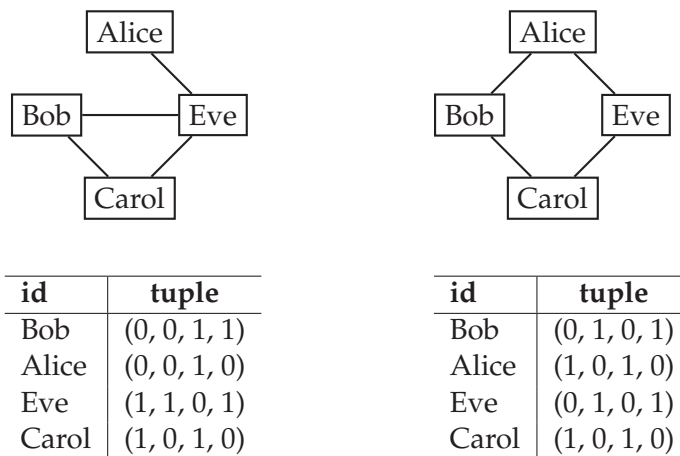 Alice Alice
Bob Eve Bob Eve
Carol Carol
id tuple id tuple
Bob (0, 0, 1, 1) Bob (0, 1, 0, 1)
Alice (0, 0, 1, 0) Alice (1, 0, 1, 0)
Eve (1, 1, 0, 1) Eve (0, 1, 0, 1)
Carol (1, 0, 1, 0) Carol (1, 0, 1, 0)